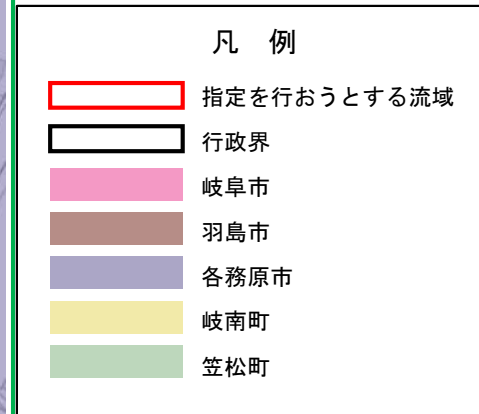 凡 例
指定を行おうとする流域
行政界
岐阜市
羽島市
各務原市
岐南町
笠松町